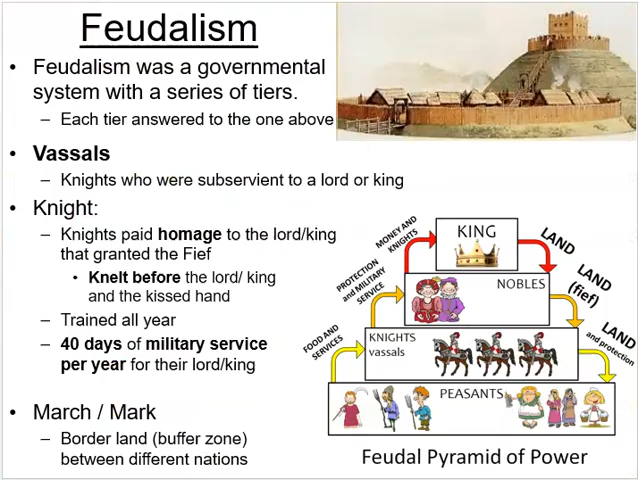 Feudalism
• Feudalism was a governmental
system with a series of tiers.
– Each tier answered to the one above
• Vassals
– Knights who were subservient to a lord or king
• Knight:
– Knights paid homage to the lord/king
that granted the Fief
• Knelt before the lord/ king
and the kissed hand
– Trained all year
– 40 days of military service
per year for their lord/king
• March / Mark
– Border land (buffer zone)
between different nations
MONEY AND
KNIGHTS
KING
LAND
PROTECTION
and MILITARY
SERVICE
NOBLES
LAND
(fief)
FOOD AND
SERVICES
KNIGHTS
vassals
LAND
and protection
PEASANTS
Feudal Pyramid of Power